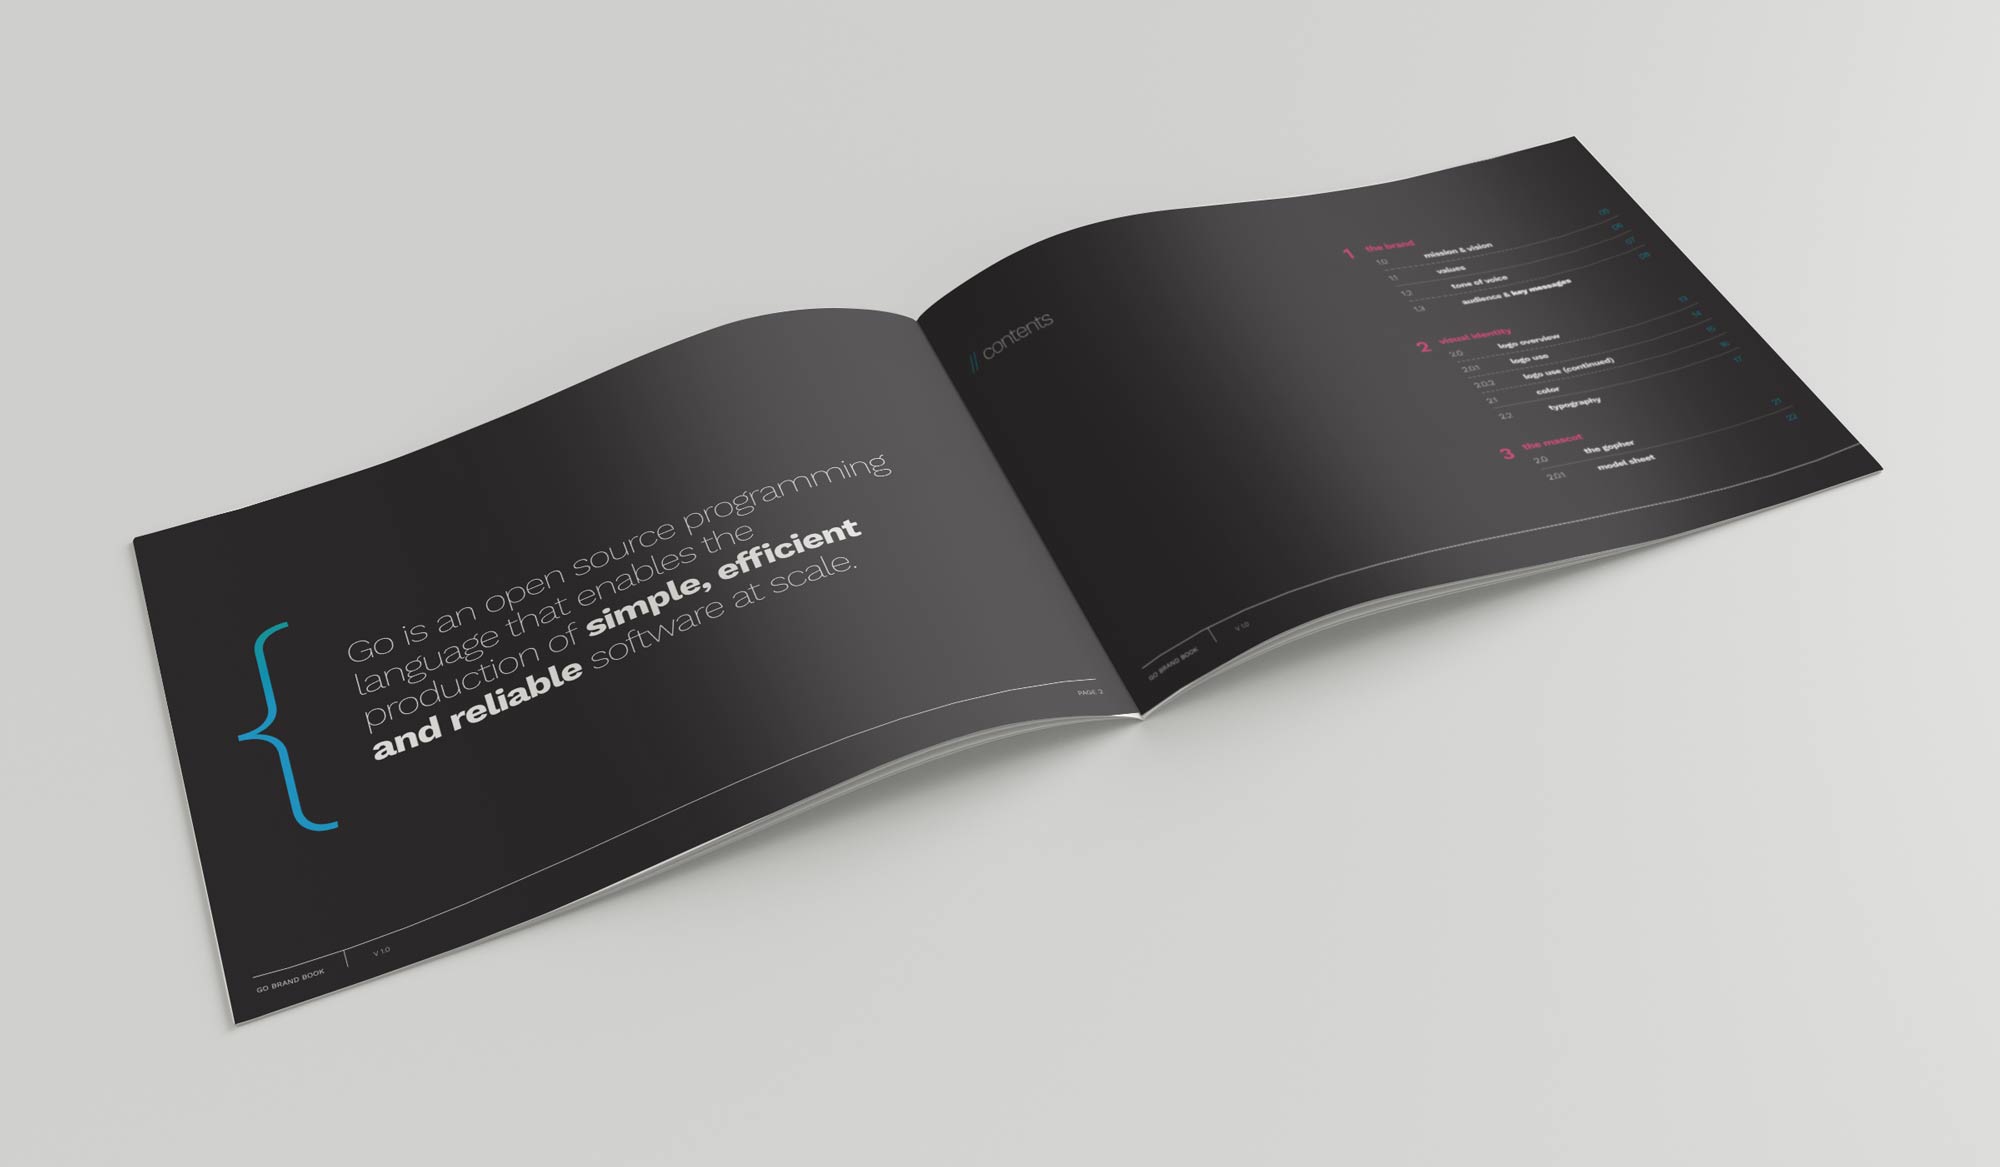 {
Go is an open source programming
language that enables the
production of simple, efficient
and reliable software at scale.
GO BRAND BOOK
V 1.0
PAGE 2
// contents
1 the brand 05
1.0 mission & vision 06
1.1 values 07
1.2 tone of voice 08
1.3 audience & key messages
2 visual identity 13
2.0 logo overview 14
2.0.1 logo use 15
2.0.2 logo use (continued) 16
2.1 color 17
2.2 typography
3 the mascot 21
2.0 the gopher 22
2.0.1 model sheet
GO BRAND BOOK
V 1.0